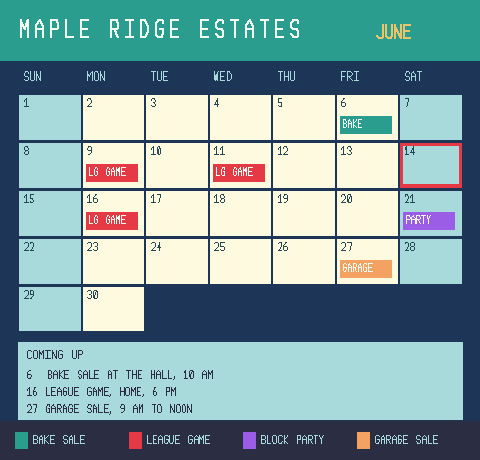 MAPLE RIDGE ESTATES JUNE
SUN MON TUE WED THU FRI SAT
1 2 3 4 5 6 7
BAKE
8 9 10 11 12 13 14
LG GAME LG GAME
15 16 17 18 19 20 21
LG GAME PARTY
22 23 24 25 26 27 28
GARAGE
29 30
COMING UP
6 BAKE SALE AT THE HALL, 10 AM
16 LEAGUE GAME, HOME, 6 PM
27 GARAGE SALE, 9 AM TO NOON
BAKE SALE LEAGUE GAME BLOCK PARTY GARAGE SALE